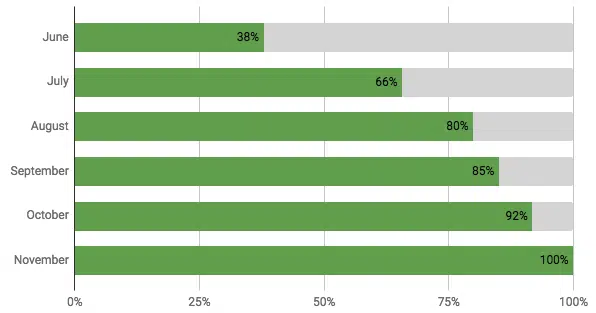 June 38%
July 66%
August 80%
September 85%
October 92%
November 100%
0% 25% 50% 75% 100%